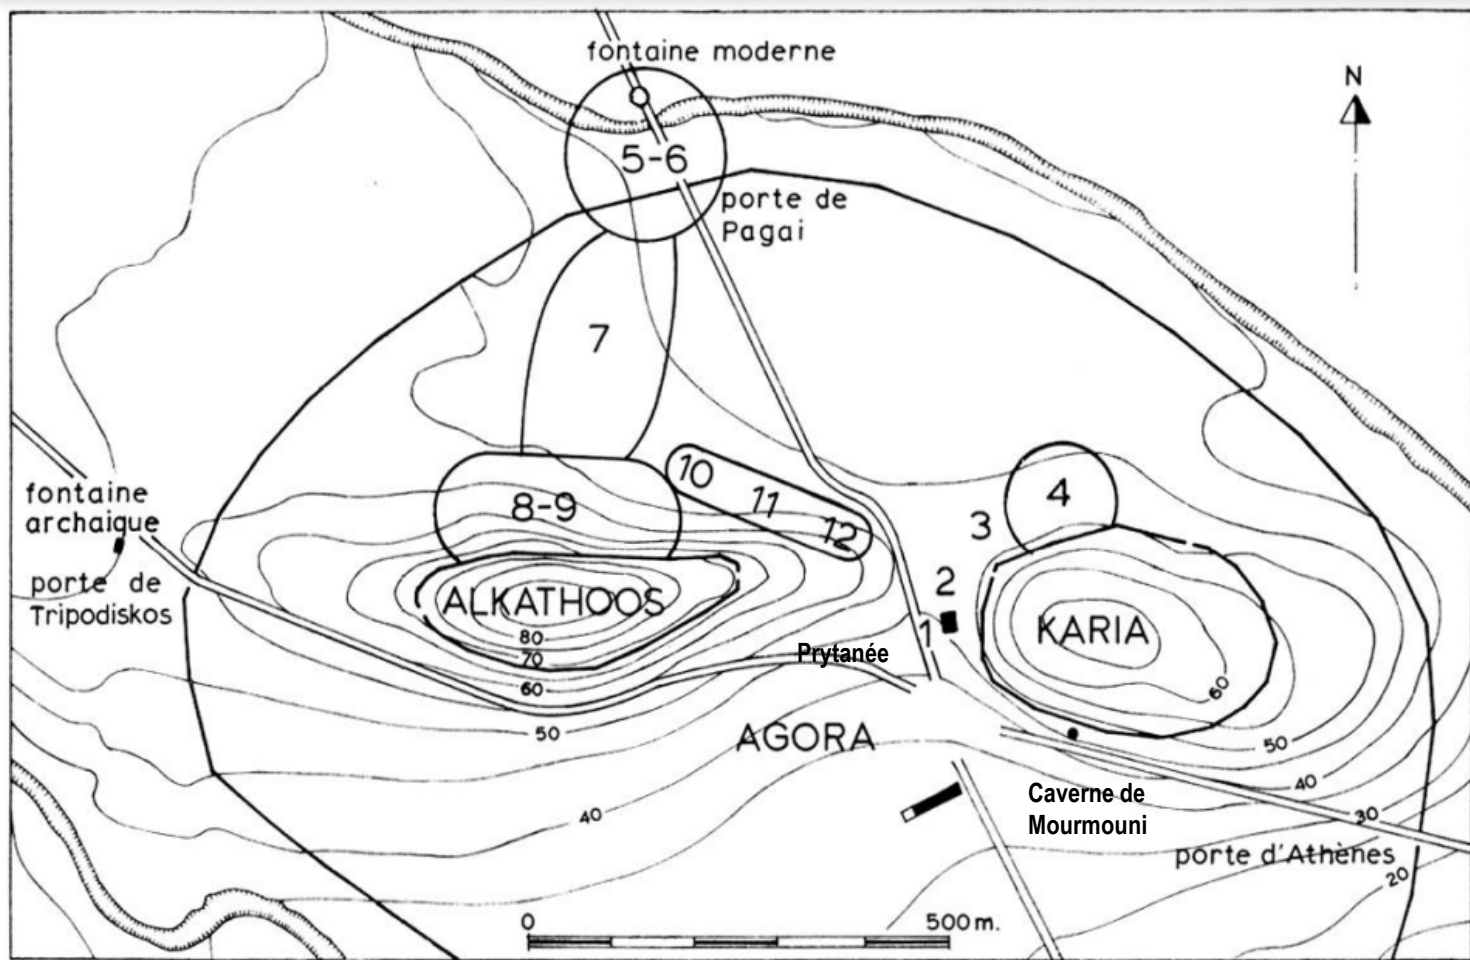 fontaine moderne
N
5-6
porte de
Pagai
7
fontaine
archaique
10
11
12
4
3
8-9
porte de
Tripodiskos
ALKATHOOS
2
1
KARIA
80
70
60
Prytanée
60
50
AGORA
50
40
Caverne de
Mourmouni
40
30
porte d'Athènes
20
0
500 m.